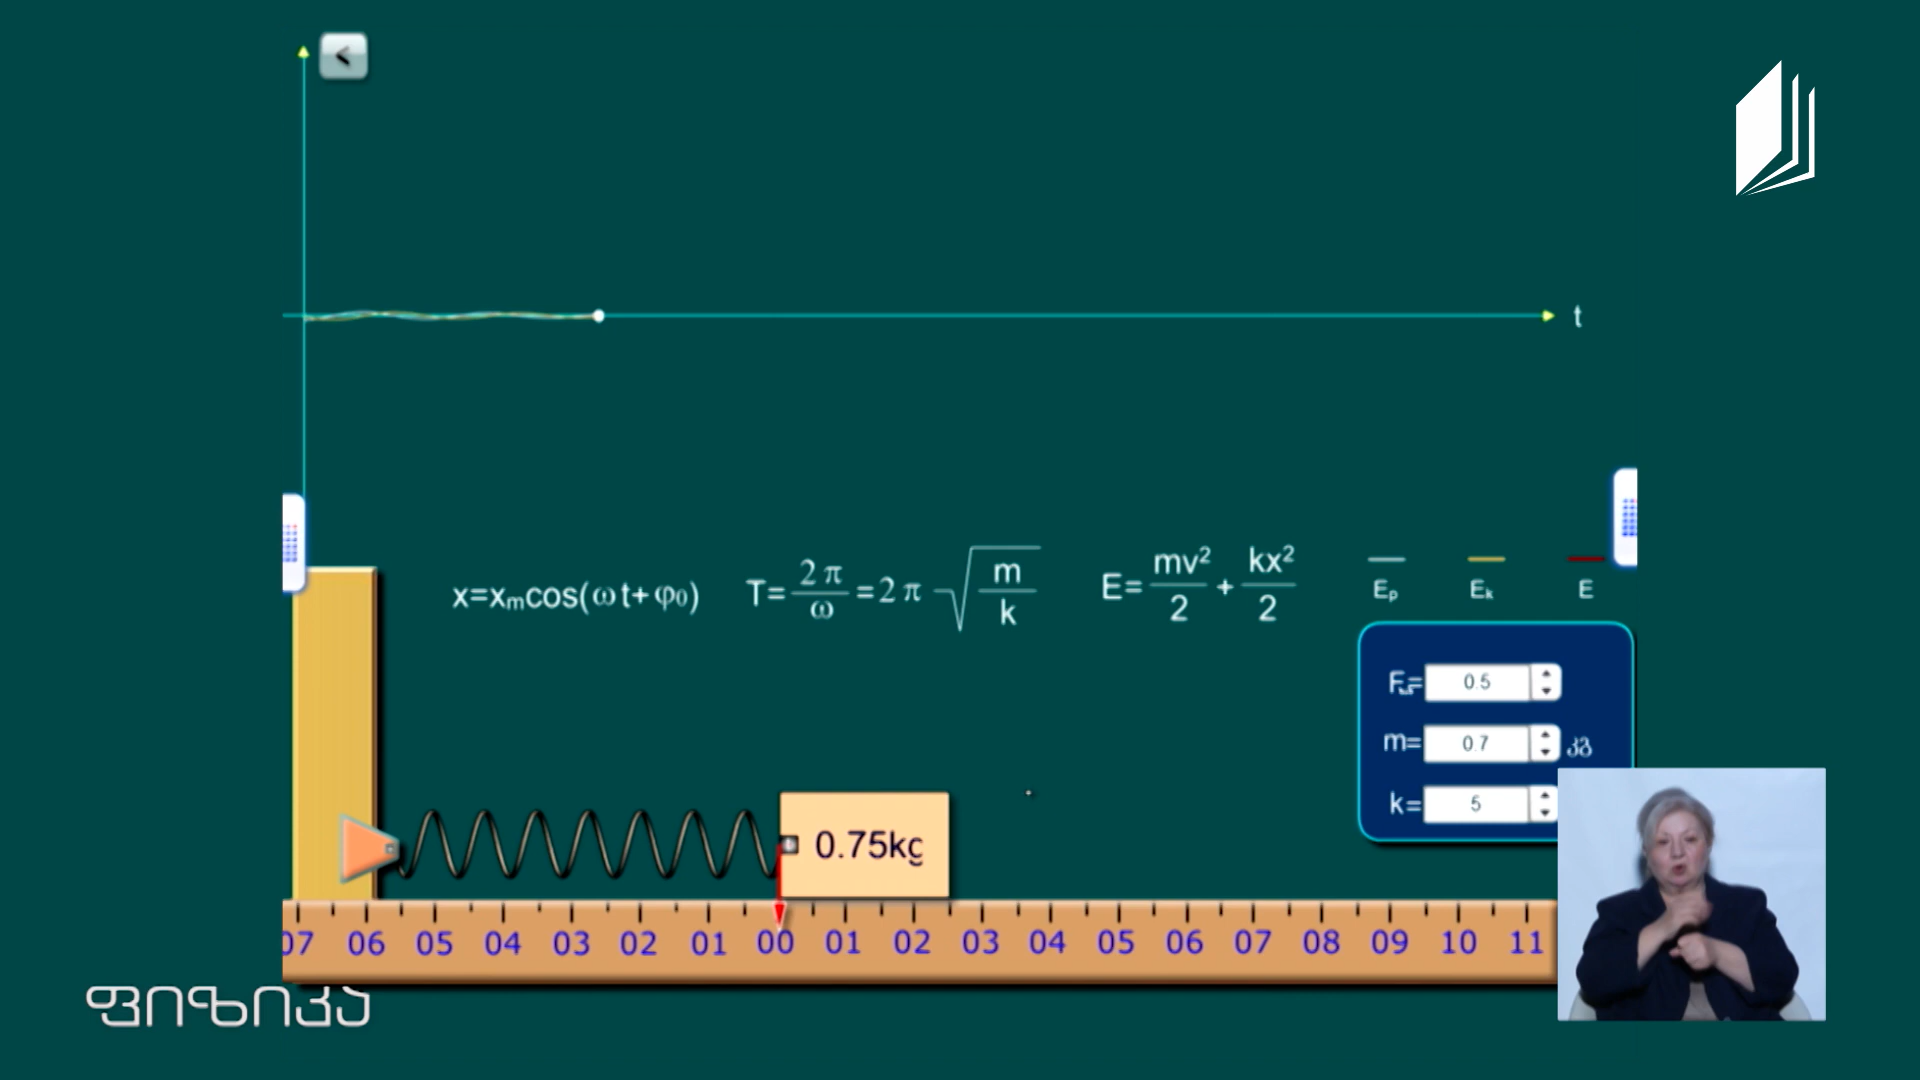 <
t
x=xₘcos(ωt+φ₀)
T=2π/ω=2π√(m/k)
E=mv²/2+kx²/2
Eₚ Eₖ E
0.5
m= 0.7 კგ
k= 5
0.75kg
07 06 05 04 03 02 01 00 01 02 03 04 05 06 07 08 09 10 11
ფიზიკა